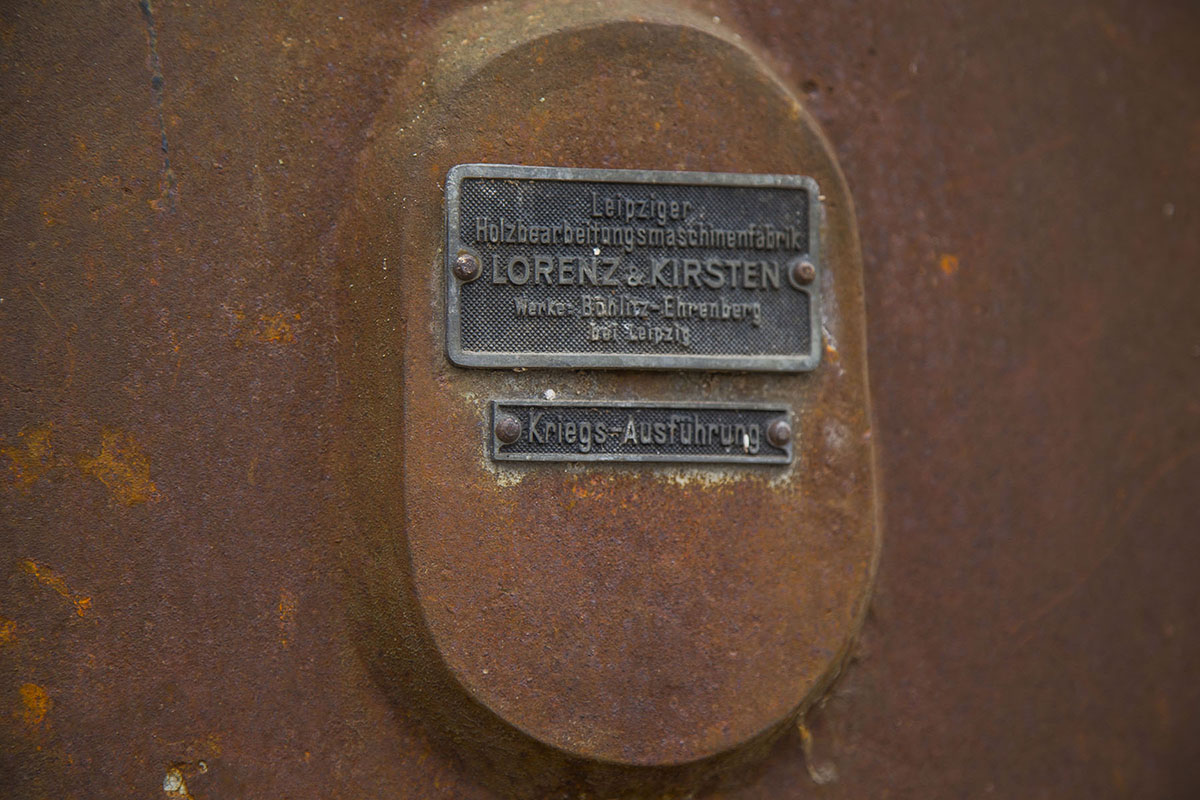 Leipziger
Holzbearbeitungsmaschinenfabrik
LORENZ & KIRSTEN
Werke: Böhlitz-Ehrenberg
bei Leipzig
Kriegs-Ausführung